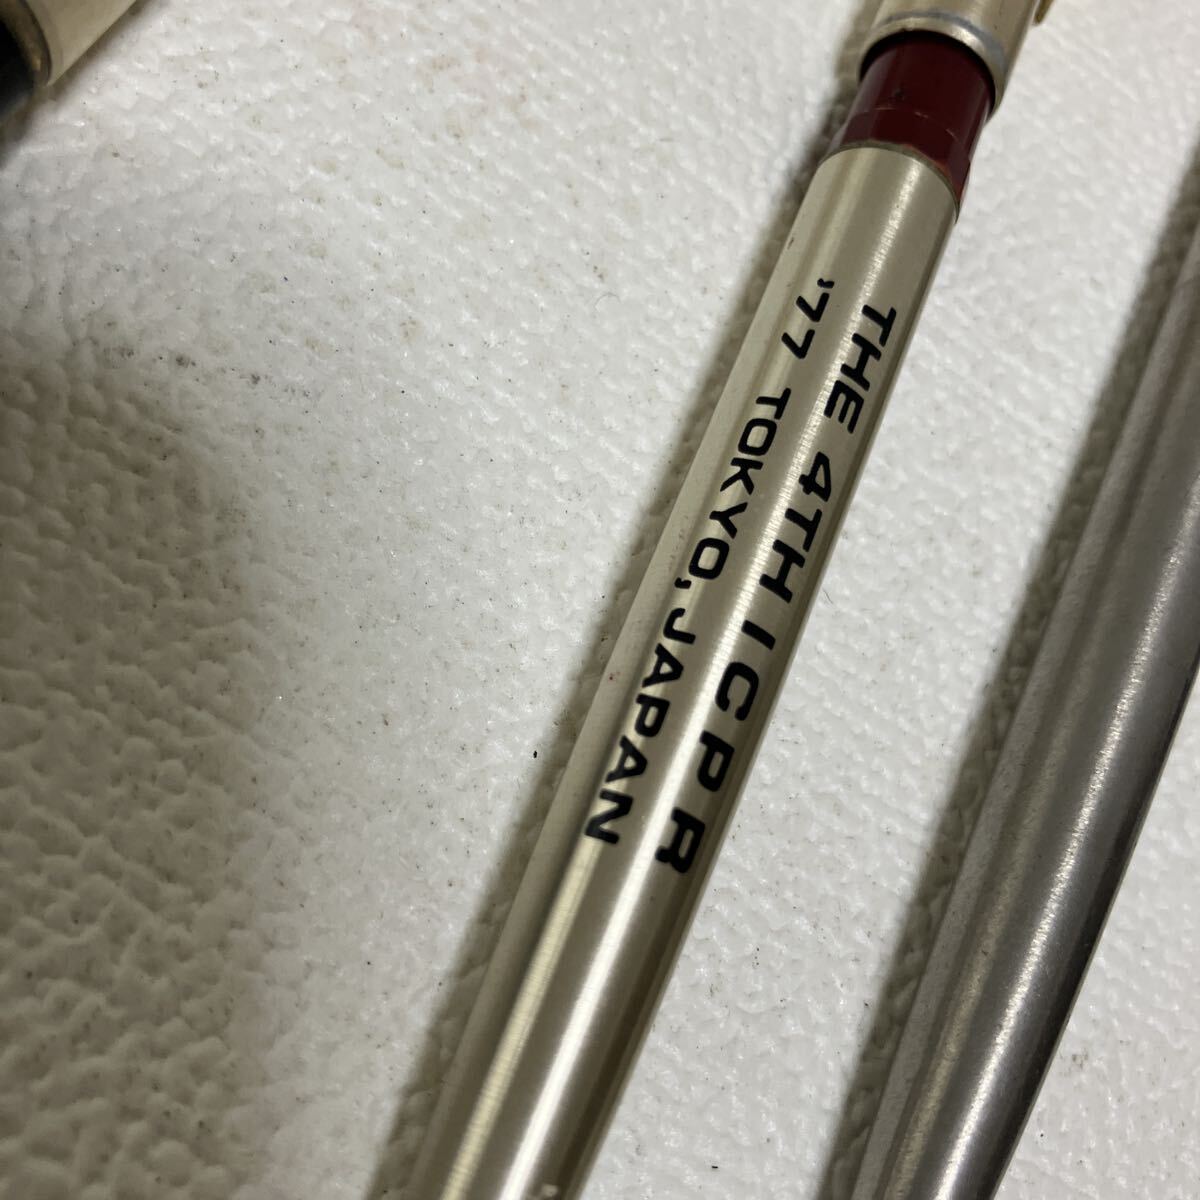 THE 4TH ICPR
'77 TOKYO, JAPAN